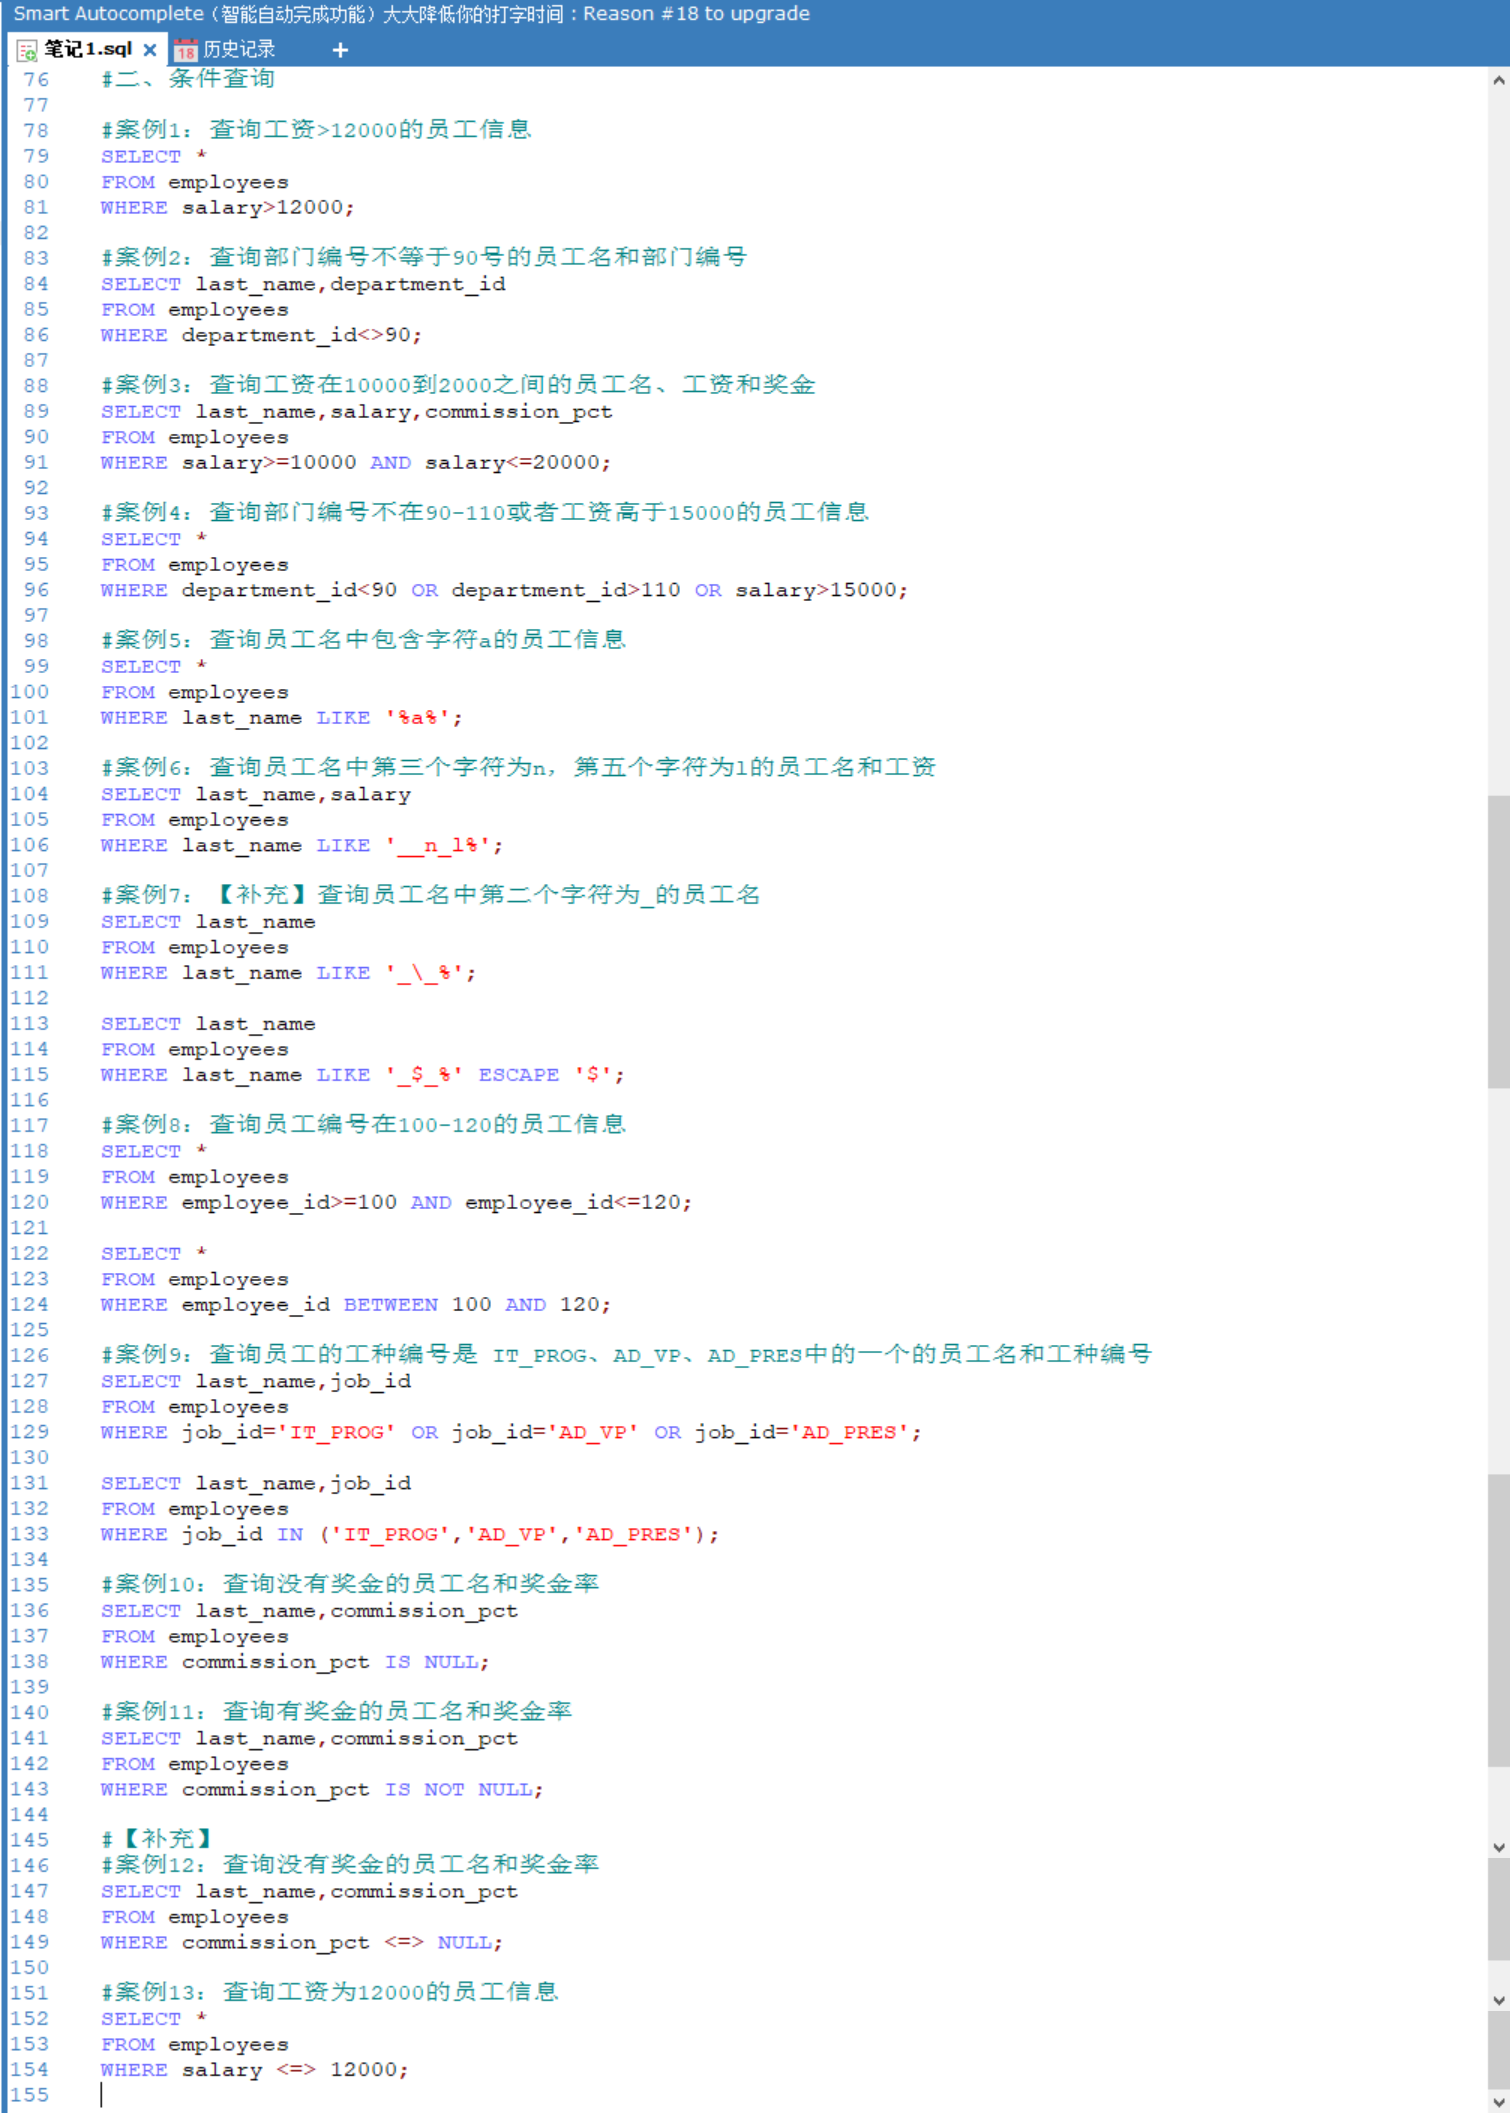 Smart Autocomplete（智能自动完成功能）大大降低你的打字时间 : Reason #18 to upgrade
笔记1.sql × 18 历史记录 +
76 #二、条件查询
77
78 #案例1：查询工资>12000的员工信息
79 SELECT *
80 FROM employees
81 WHERE salary>12000;
82
83 #案例2：查询部门编号不等于90号的员工名和部门编号
84 SELECT last_name,department_id
85 FROM employees
86 WHERE department_id<>90;
87
88 #案例3：查询工资在10000到2000之间的员工名、工资和奖金
89 SELECT last_name,salary,commission_pct
90 FROM employees
91 WHERE salary>=10000 AND salary<=20000;
92
93 #案例4：查询部门编号不在90-110或者工资高于15000的员工信息
94 SELECT *
95 FROM employees
96 WHERE department_id<90 OR department_id>110 OR salary>15000;
97
98 #案例5：查询员工名中包含字符a的员工信息
99 SELECT *
100 FROM employees
101 WHERE last_name LIKE '%a%';
102
103 #案例6：查询员工名中第三个字符为n，第五个字符为l的员工名和工资
104 SELECT last_name,salary
105 FROM employees
106 WHERE last_name LIKE '__n_l%';
107
108 #案例7：【补充】查询员工名中第二个字符为_的员工名
109 SELECT last_name
110 FROM employees
111 WHERE last_name LIKE '_\_%';
112
113 SELECT last_name
114 FROM employees
115 WHERE last_name LIKE '_$_%' ESCAPE '$';
116
117 #案例8：查询员工编号在100-120的员工信息
118 SELECT *
119 FROM employees
120 WHERE employee_id>=100 AND employee_id<=120;
121
122 SELECT *
123 FROM employees
124 WHERE employee_id BETWEEN 100 AND 120;
125
126 #案例9：查询员工的工种编号是 IT_PROG、AD_VP、AD_PRES中的一个的员工名和工种编号
127 SELECT last_name,job_id
128 FROM employees
129 WHERE job_id='IT_PROG' OR job_id='AD_VP' OR job_id='AD_PRES';
130
131 SELECT last_name,job_id
132 FROM employees
133 WHERE job_id IN ('IT_PROG','AD_VP','AD_PRES');
134
135 #案例10：查询没有奖金的员工名和奖金率
136 SELECT last_name,commission_pct
137 FROM employees
138 WHERE commission_pct IS NULL;
139
140 #案例11：查询有奖金的员工名和奖金率
141 SELECT last_name,commission_pct
142 FROM employees
143 WHERE commission_pct IS NOT NULL;
144
145 #【补充】
146 #案例12：查询没有奖金的员工名和奖金率
147 SELECT last_name,commission_pct
148 FROM employees
149 WHERE commission_pct <=> NULL;
150
151 #案例13：查询工资为12000的员工信息
152 SELECT *
153 FROM employees
154 WHERE salary <=> 12000;
155